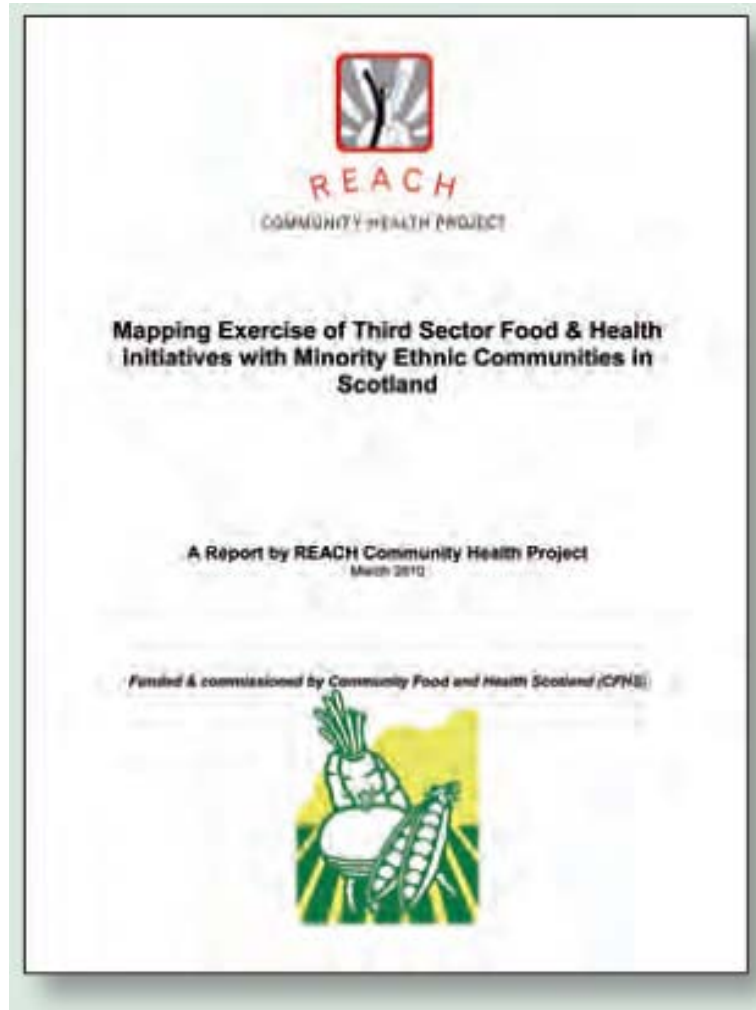 REACH
COMMUNITY HEALTH PROJECT
Mapping Exercise of Third Sector Food & Health
Initiatives with Minority Ethnic Communities in
Scotland
A Report by REACH Community Health Project
March 2010
Funded & commissioned by Community Food and Health Scotland (CFHS)